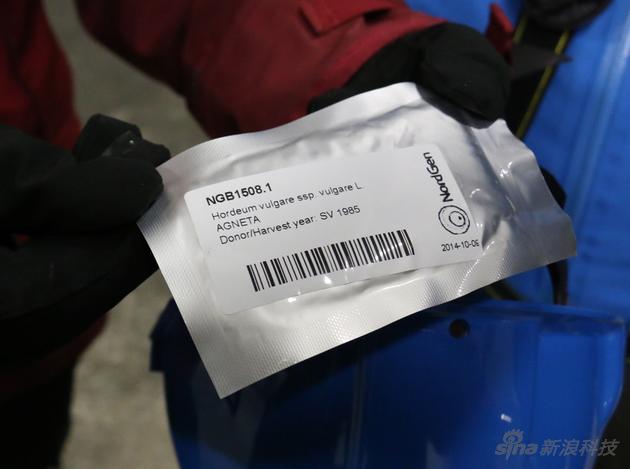 NGB1508.1
Hordeum vulgare ssp. vulgare L.
AGNETA
Donor/Harvest year: SV 1985
NordGen
2014-10-08
sina新浪科技